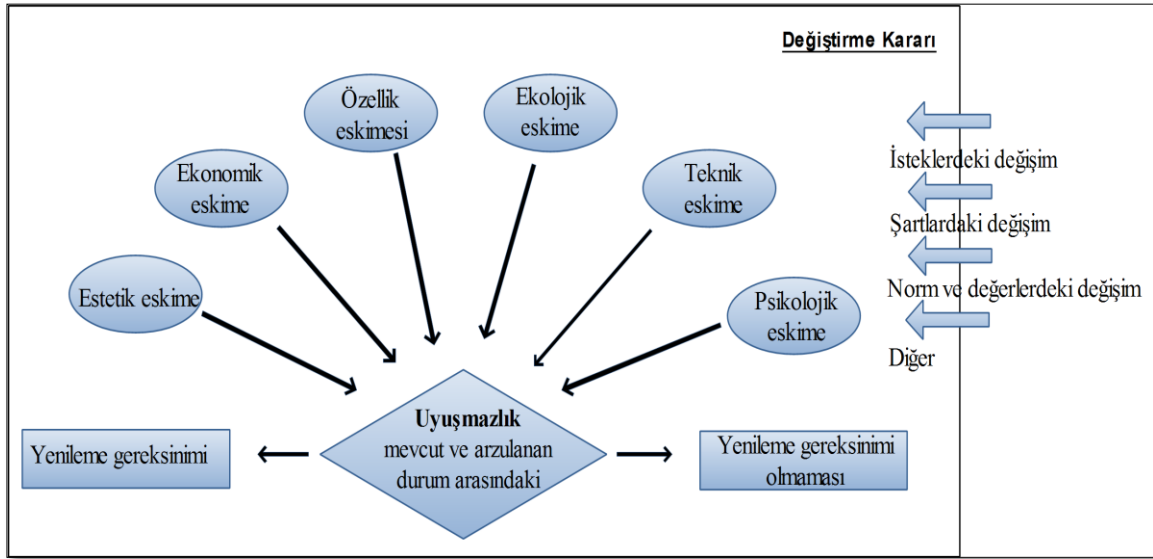 Değiştirme Kararı
Özellik
eskimesi
Ekolojik
eskime
Ekonomik
eskime
Teknik
eskime
Estetik eskime
Psikolojik
eskime
İsteklerdeki değişim
Şartlardaki değişim
Norm ve değerlerdeki değişim
Diğer
Uyuşmazlık
mevcut ve arzulanan
durum arasındaki
Yenileme gereksinimi
Yenileme gereksinimi
olmaması